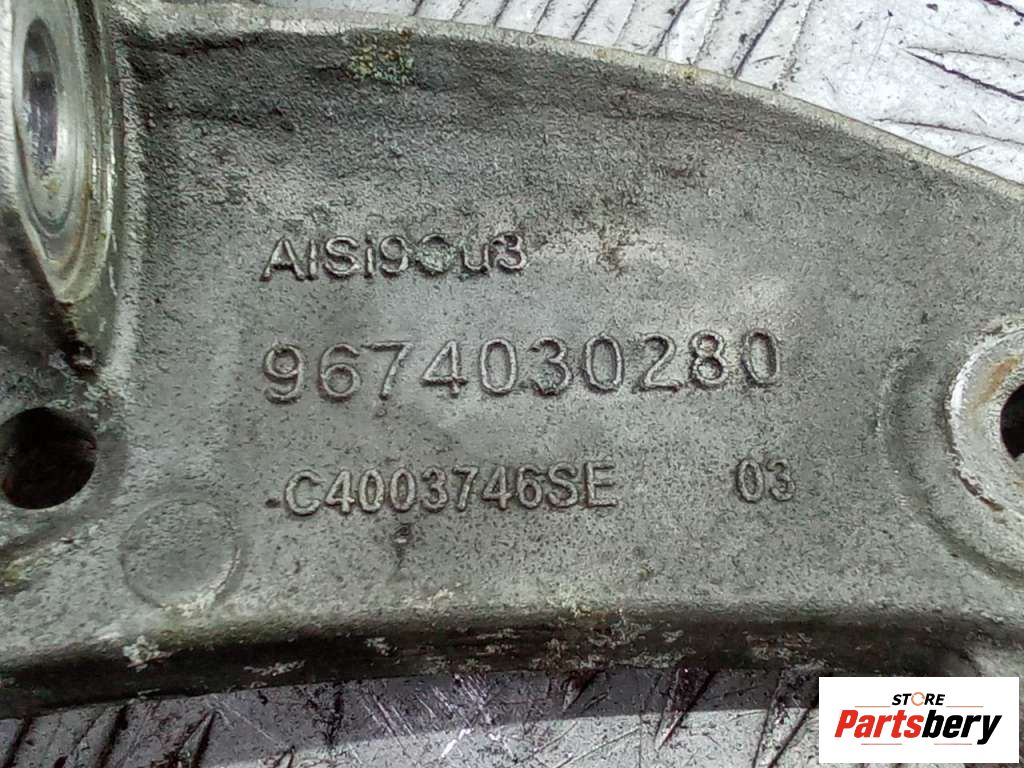 AlSi9Cu3
9674030280
C4003746SE 03
STORE
Partsbery